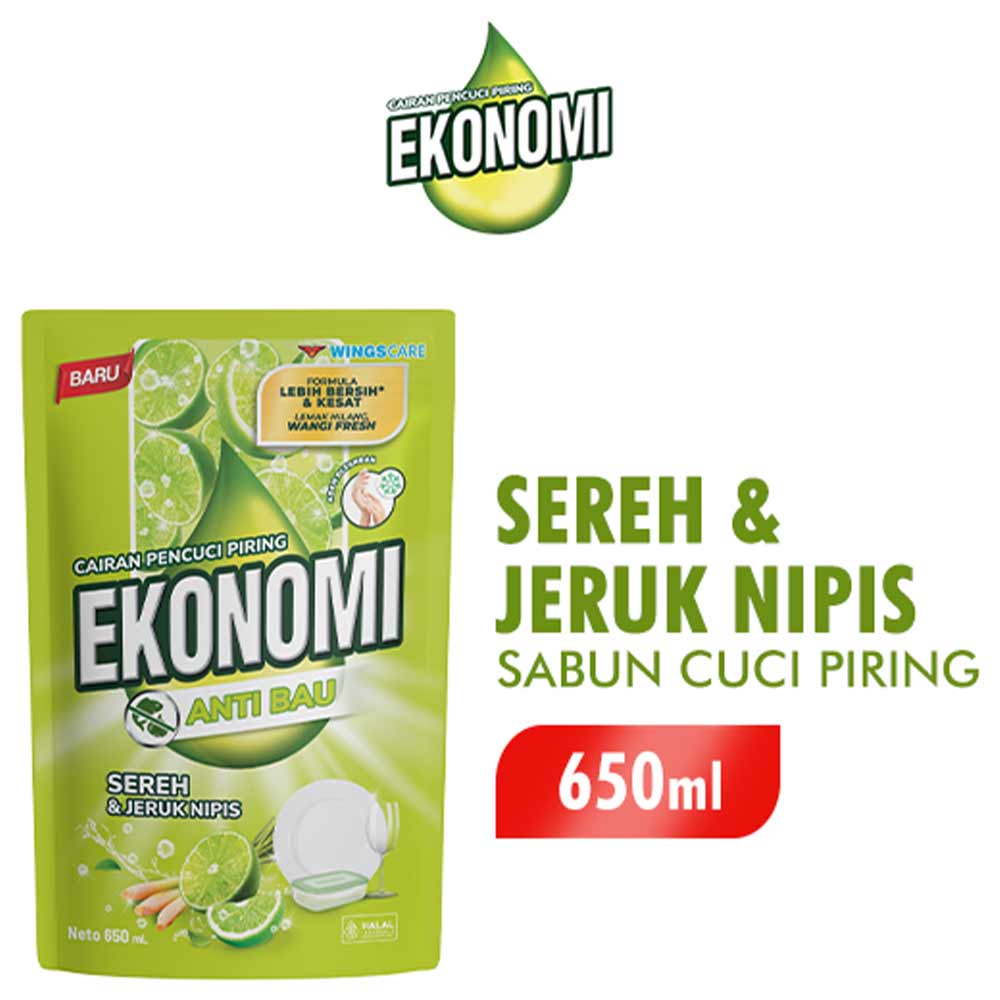 CAIRAN PENCUCI PIRING
EKONOMI
BARU
WINGSCARE
FORMULA
LEBIH BERSIH*
& KESAT
LEMAK HILANG,
WANGI FRESH
CAIRAN PENCUCI PIRING
EKONOMI
ANTI BAU
SEREH
& JERUK NIPIS
Neto 650 mL
HALAL
SEREH &
JERUK NIPIS
SABUN CUCI PIRING
650ml